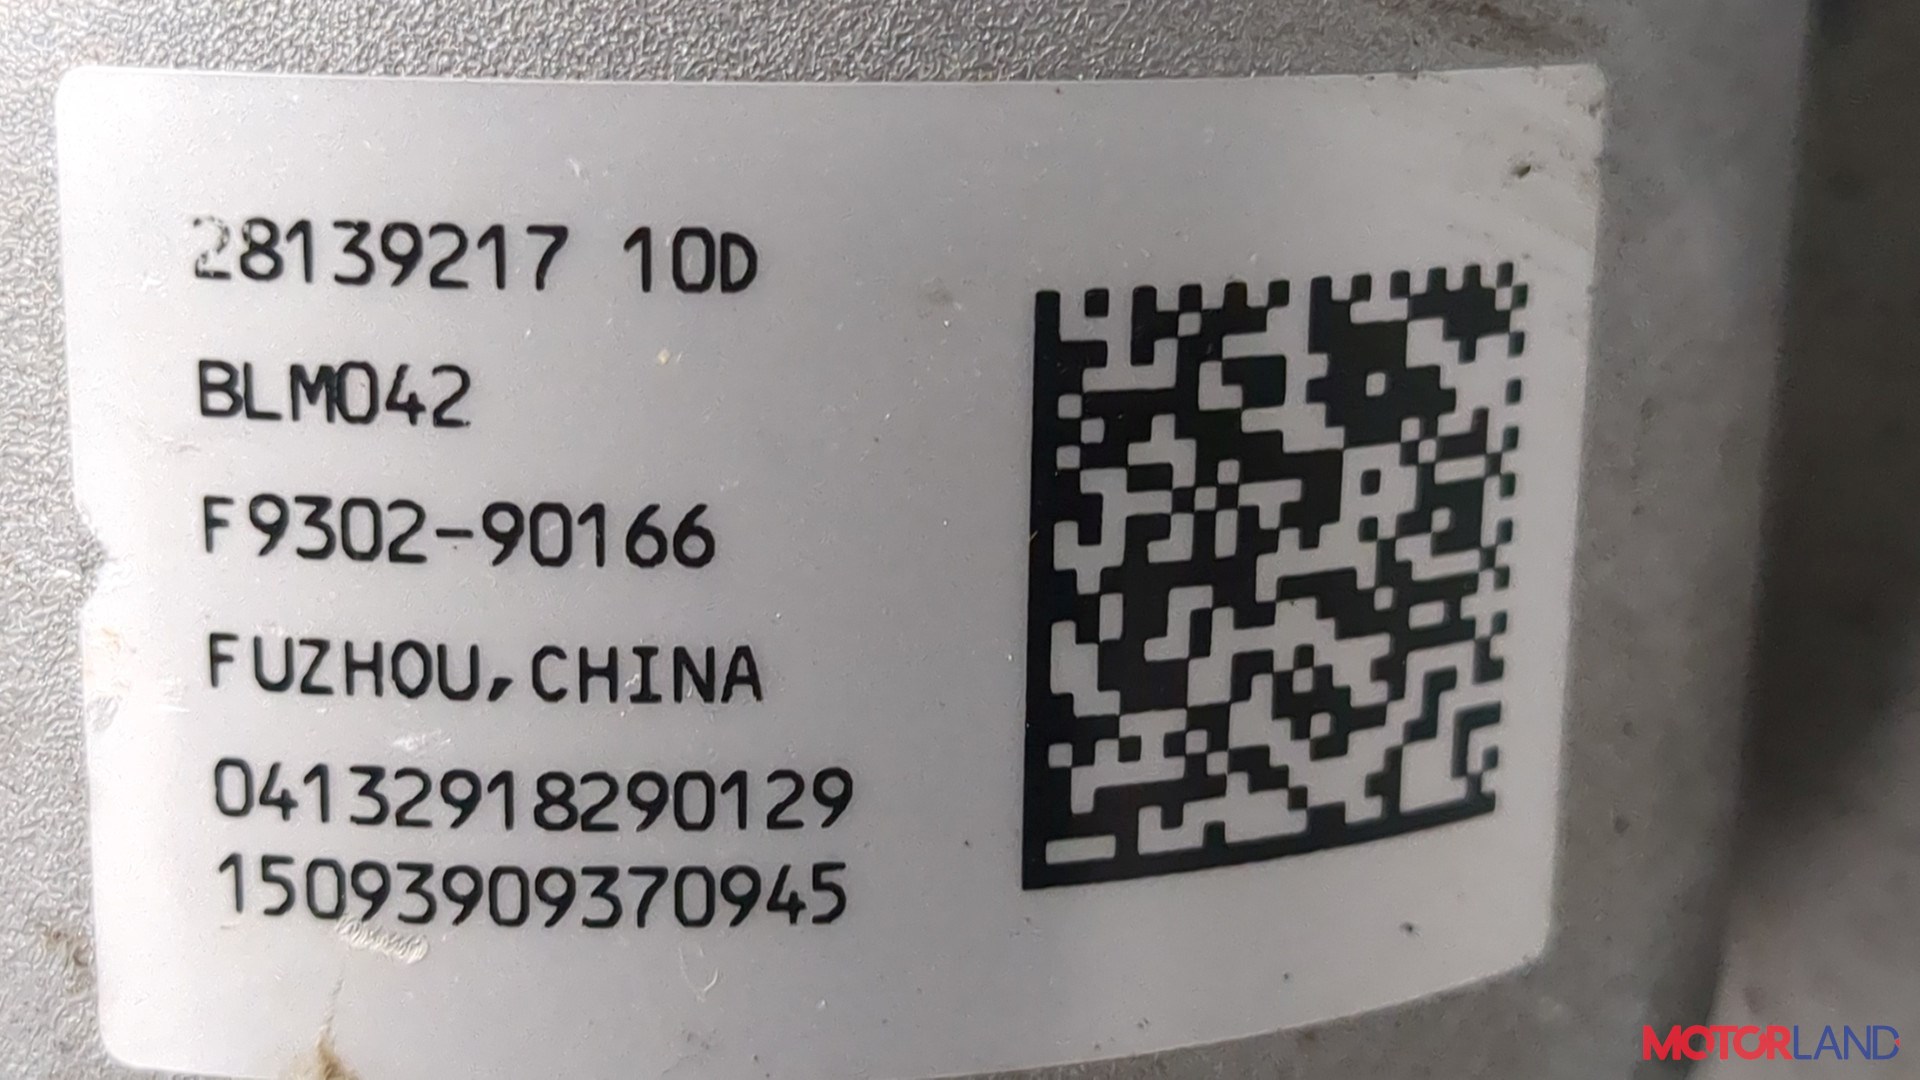 28139217 10D
BLM042
F9302-90166
FUZHOU,CHINA
04132918290129
15093909370945
MOTORLAND